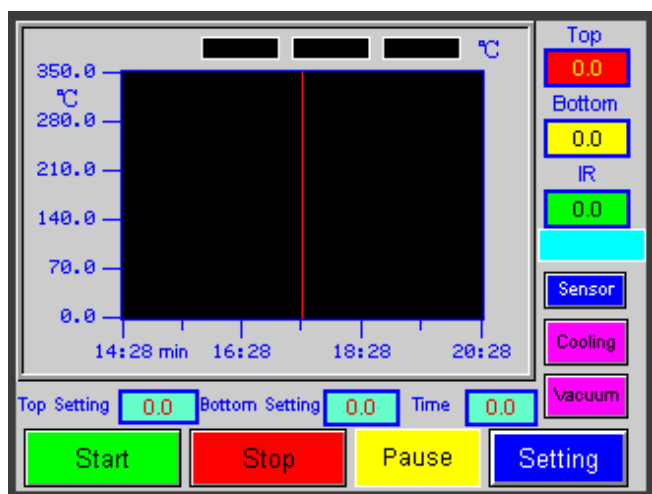 ℃
350.0
℃
280.0
210.0
140.0
70.0
0.0
14:28 min 16:28 18:28 20:28
Top
0.0
Bottom
0.0
IR
0.0
Sensor
Cooling
Vacuum
Top Setting 0.0 Bottom Setting 0.0 Time 0.0
Start Stop Pause Setting